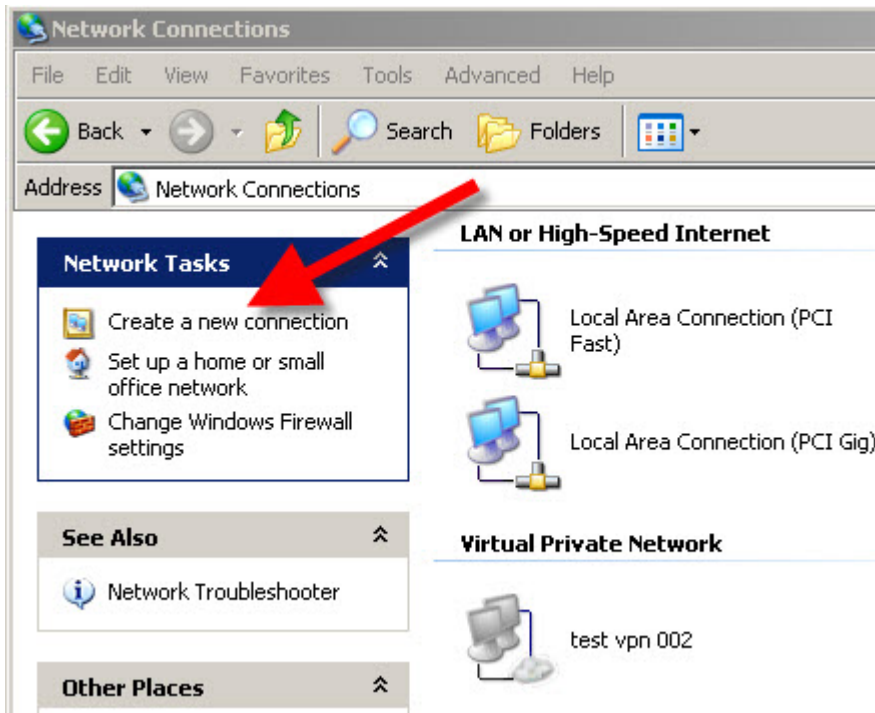 Network Connections
File Edit View Favorites Tools Advanced Help
Back Search Folders
Address Network Connections
Network Tasks
Create a new connection
Set up a home or small
office network
Change Windows Firewall
settings
See Also
Network Troubleshooter
Other Places
LAN or High-Speed Internet
Local Area Connection (PCI
Fast)
Local Area Connection (PCI Gig)
Virtual Private Network
test vpn 002